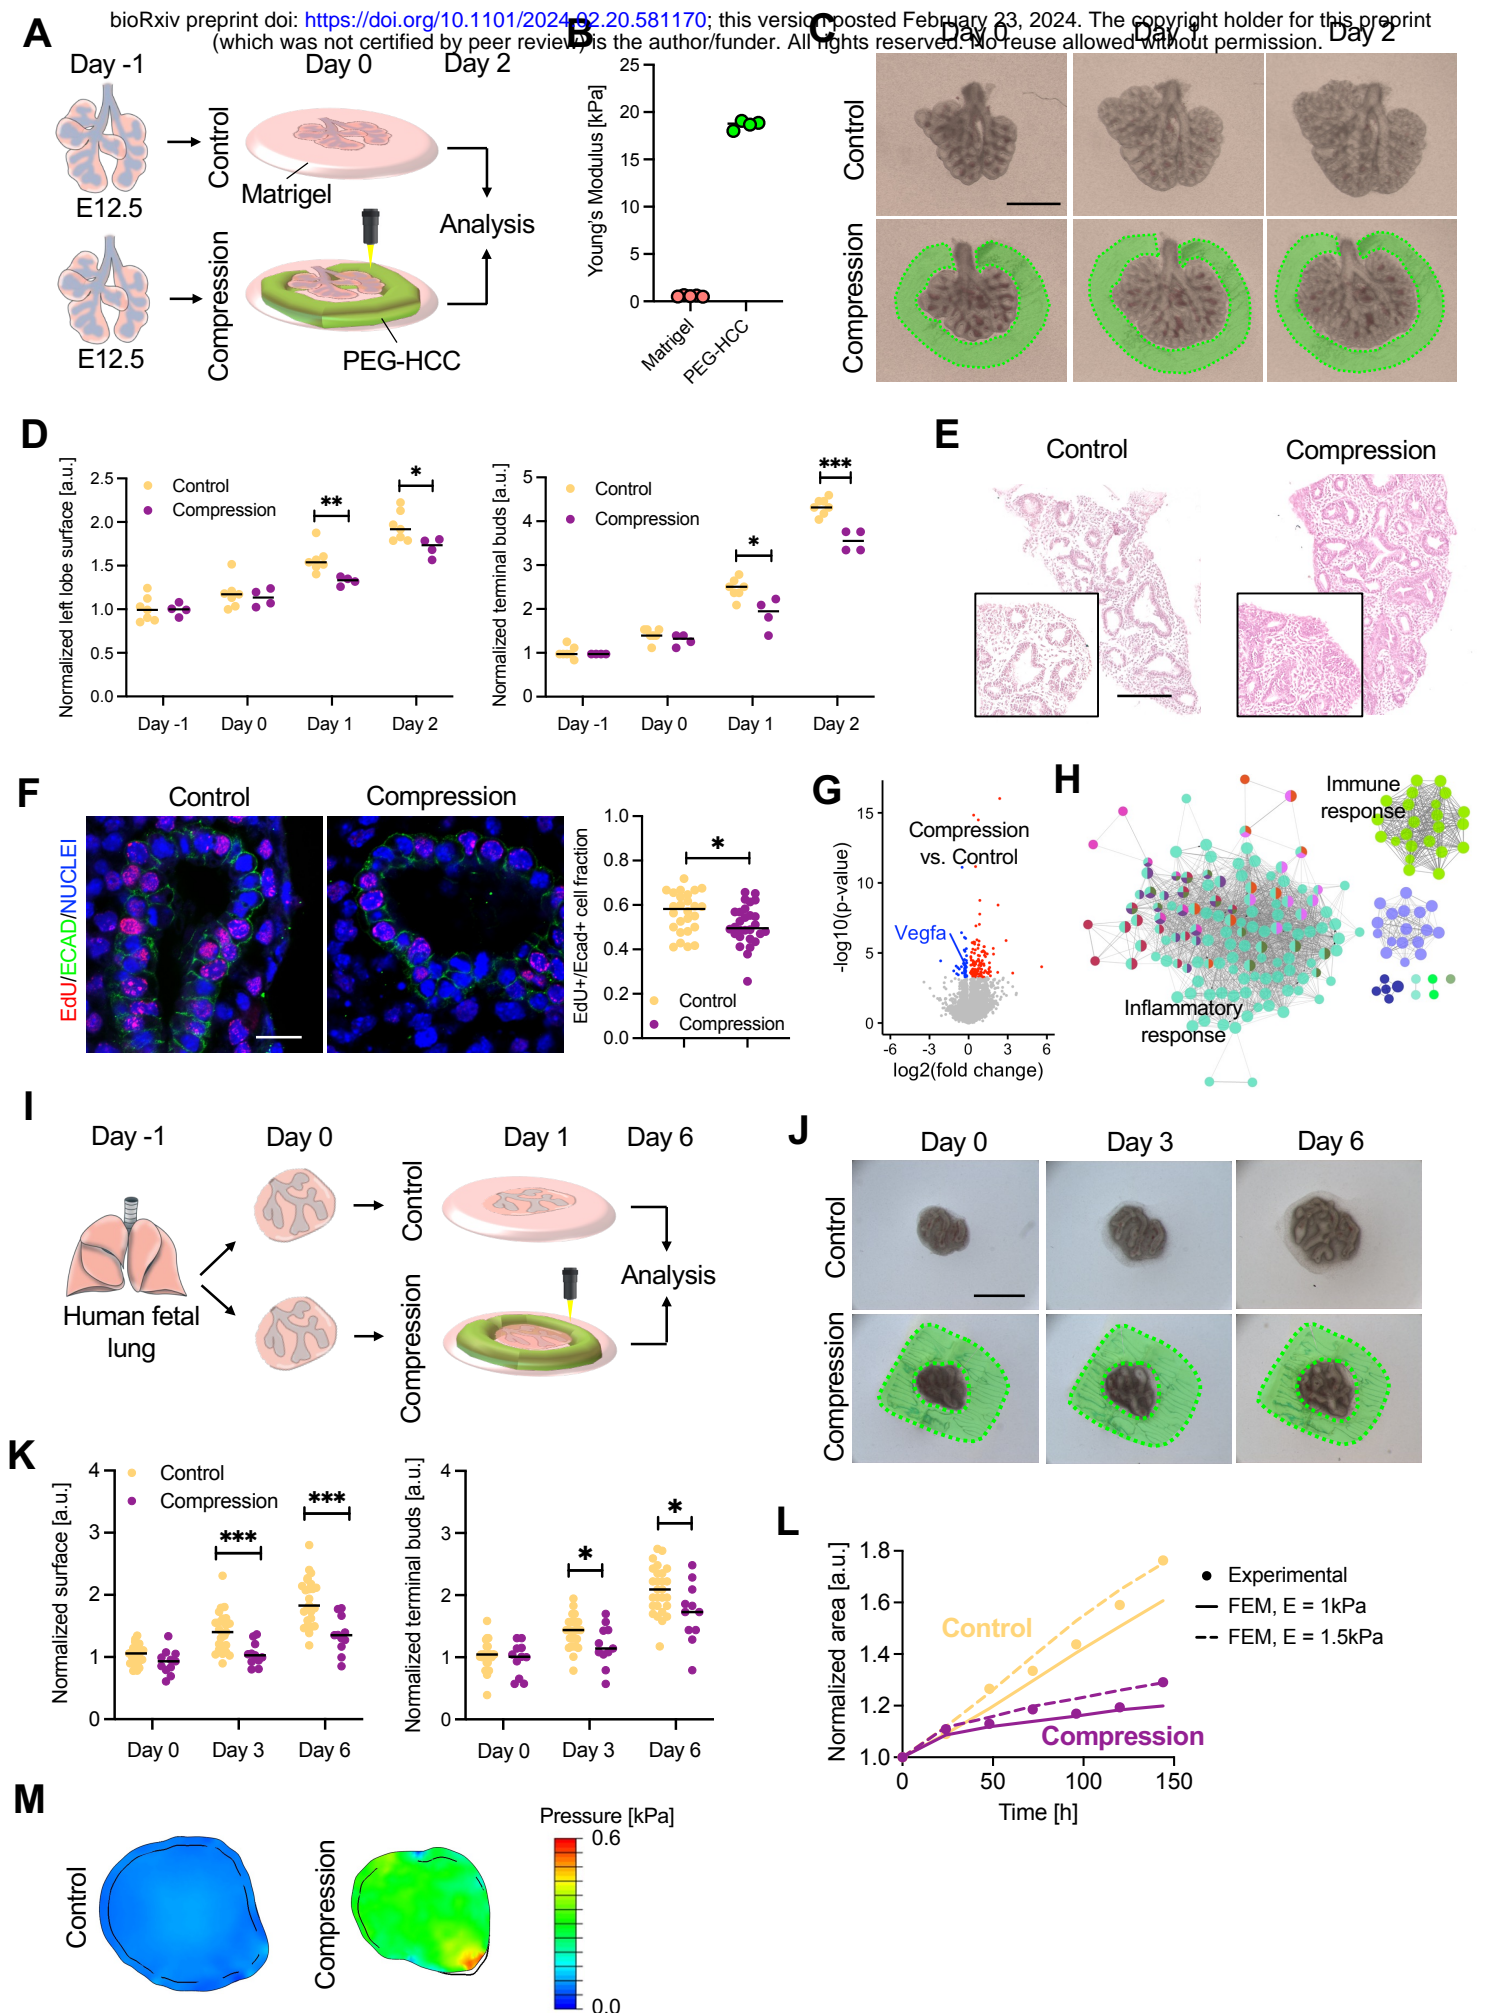 bioRxiv preprint doi: https://doi.org/10.1101/2024.02.20.581170; this version posted February 23, 2024. The copyright holder for this preprint
(which was not certified by peer review) is the author/funder. All rights reserved. No reuse allowed without permission.
A
Day -1
Day 0
Day 2
E12.5
E12.5
Control
Compression
Matrigel
Analysis
PEG-HCC
B
Young's Modulus [kPa]
25
20
15
10
5
0
Matrigel
PEG-HCC
C
Day 0
Day 1
Day 2
Control
Compression
D
Normalized left lobe surface [a.u.]
2.5
2.0
1.5
1.0
0.5
0.0
Control
Compression
**
*
Day -1
Day 0
Day 1
Day 2
Normalized terminal buds [a.u.]
5
4
3
2
1
0
Control
Compression
*
***
Day -1
Day 0
Day 1
Day 2
E
Control
Compression
F
Control
Compression
EdU/ECAD/NUCLEI
EdU+/Ecad+ cell fraction
1.0
0.8
0.6
0.4
0.2
0.0
*
Control
Compression
G
Compression
vs. Control
Vegfa
-log10(p-value)
15
10
5
0
-6
-3
0
3
6
log2(fold change)
H
Immune
response
Inflammatory
response
I
Day -1
Day 0
Day 1
Day 6
Human fetal
lung
Control
Compression
Analysis
J
Day 0
Day 3
Day 6
Control
Compression
K
Normalized surface [a.u.]
4
3
2
1
0
Control
Compression
***
***
Day 0
Day 3
Day 6
Normalized terminal buds [a.u.]
4
3
2
1
0
*
*
Day 0
Day 3
Day 6
L
Normalized area [a.u.]
1.8
1.6
1.4
1.2
1.0
Control
Compression
Experimental
FEM, E = 1kPa
FEM, E = 1.5kPa
0
50
100
150
Time [h]
M
Control
Compression
Pressure [kPa]
0.6
0.0